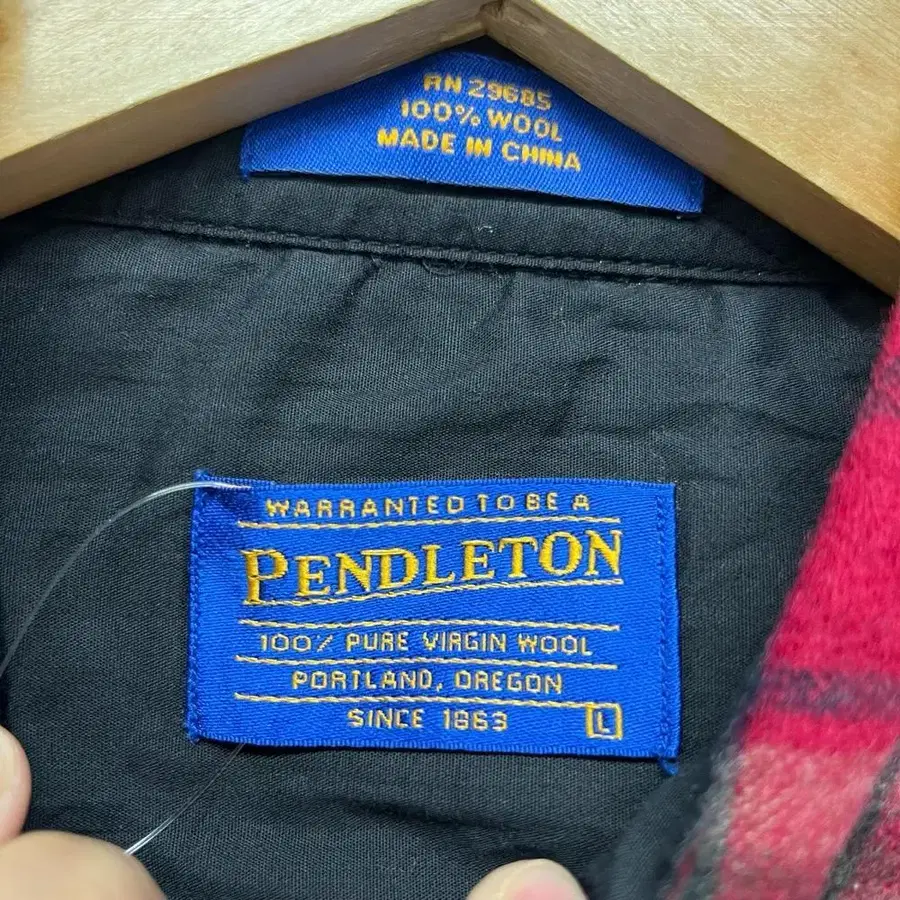 RN 29685
100% WOOL
MADE IN CHINA
WARRANTED TO BE A
PENDLETON
100% PURE VIRGIN WOOL
PORTLAND, OREGON
SINCE 1863 L